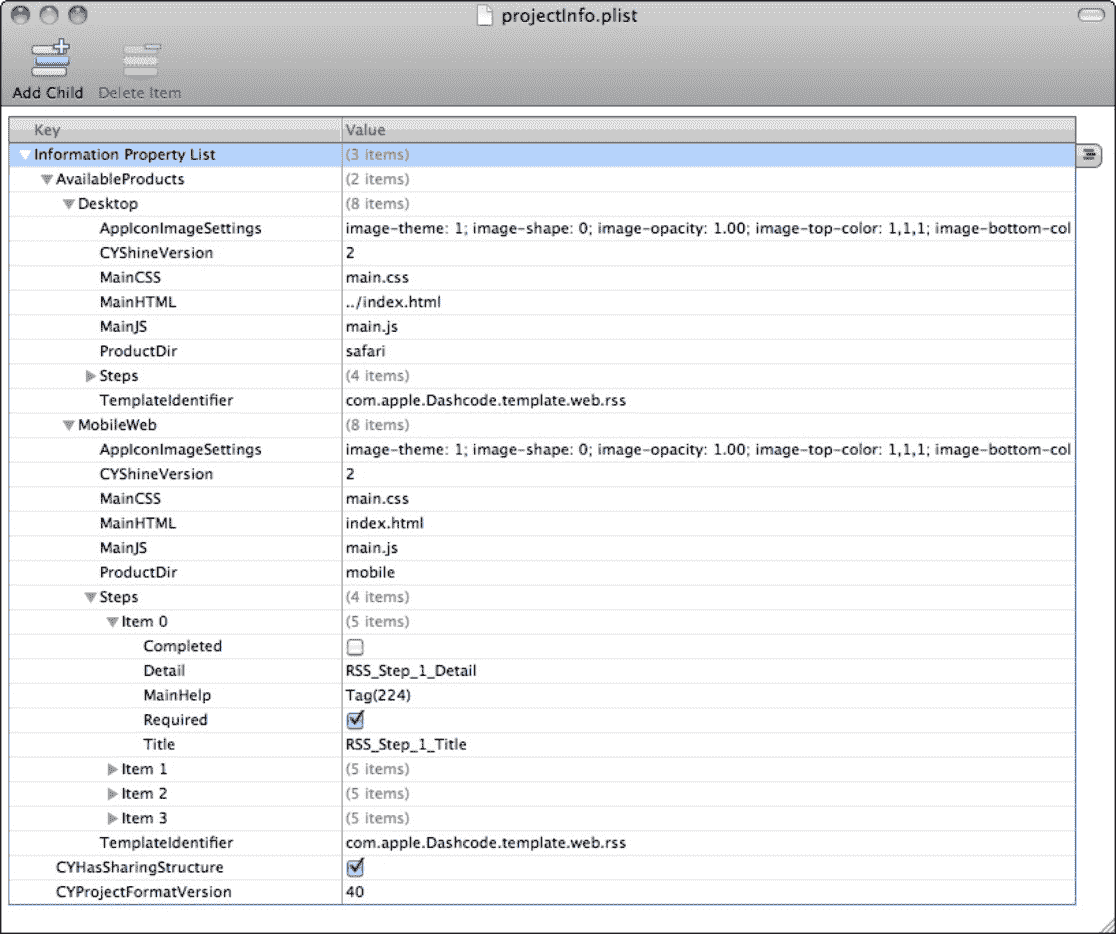 projectInfo.plist
Add Child Delete Item
Key Value
Information Property List (3 items)
AvailableProducts (2 items)
Desktop (8 items)
AppIconImageSettings image-theme: 1; image-shape: 0; image-opacity: 1.00; image-top-color: 1,1,1; image-bottom-col
CYShineVersion 2
MainCSS main.css
MainHTML ../index.html
MainJS main.js
ProductDir safari
Steps (4 items)
TemplateIdentifier com.apple.Dashcode.template.web.rss
MobileWeb (8 items)
AppIconImageSettings image-theme: 1; image-shape: 0; image-opacity: 1.00; image-top-color: 1,1,1; image-bottom-col
CYShineVersion 2
MainCSS main.css
MainHTML index.html
MainJS main.js
ProductDir mobile
Steps (4 items)
Item 0 (5 items)
Completed
Detail RSS_Step_1_Detail
MainHelp Tag(224)
Required
Title RSS_Step_1_Title
Item 1 (5 items)
Item 2 (5 items)
Item 3 (5 items)
TemplateIdentifier com.apple.Dashcode.template.web.rss
CYHasSharingStructure
CYProjectFormatVersion 40